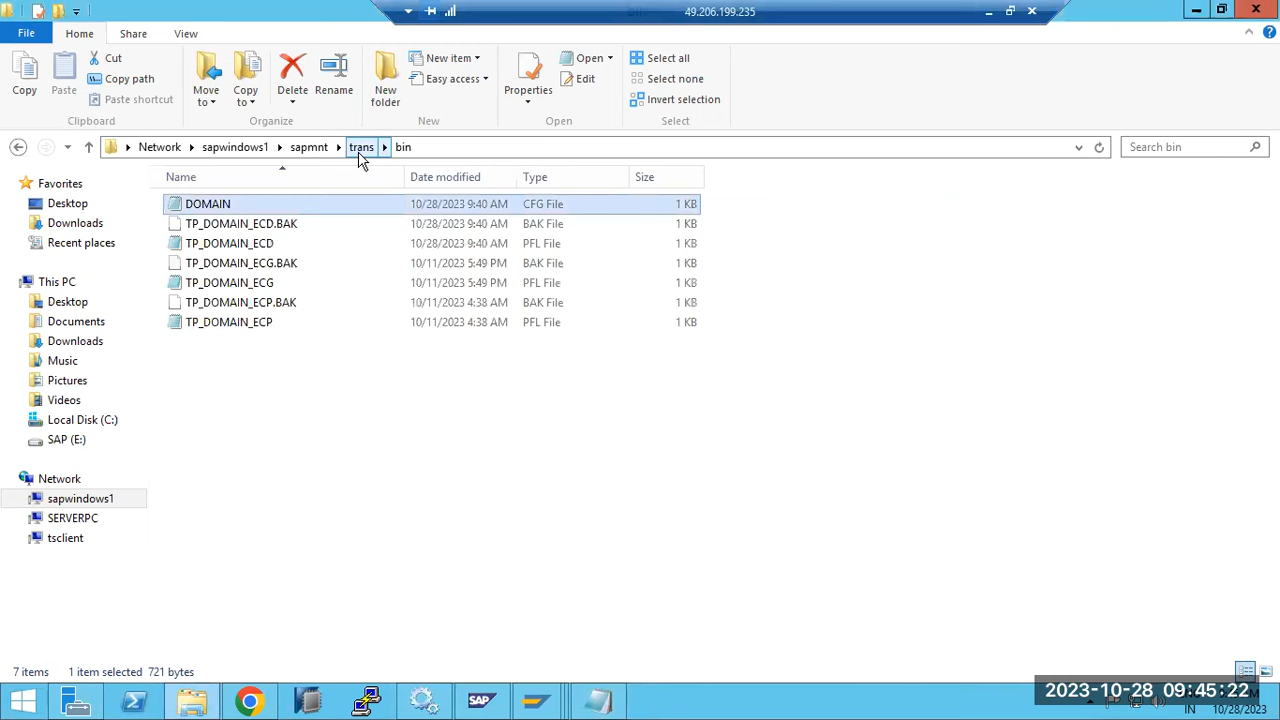 49.206.199.235
File
Home
Share
View
Copy
Paste
Cut
Copy path
Paste shortcut
Clipboard
Move to
Copy to
Delete
Rename
Organize
New folder
New item
Easy access
New
Properties
Open
Edit
Open
Select all
Select none
Invert selection
Select
Network
sapwindows1
sapmnt
trans
bin
Search bin
Name
Date modified
Type
Size
Favorites
Desktop
Downloads
Recent places
This PC
Desktop
Documents
Downloads
Music
Pictures
Videos
Local Disk (C:)
SAP (E:)
Network
sapwindows1
SERVERPC
tsclient
DOMAIN 10/28/2023 9:40 AM CFG File 1 KB
TP_DOMAIN_ECD.BAK 10/28/2023 9:40 AM BAK File 1 KB
TP_DOMAIN_ECD 10/28/2023 9:40 AM PFL File 1 KB
TP_DOMAIN_ECG.BAK 10/11/2023 5:49 PM BAK File 1 KB
TP_DOMAIN_ECG 10/11/2023 5:49 PM PFL File 1 KB
TP_DOMAIN_ECP.BAK 10/11/2023 4:38 AM BAK File 1 KB
TP_DOMAIN_ECP 10/11/2023 4:38 AM PFL File 1 KB
7 items
1 item selected 721 bytes
SAP
2023-10-28 09:45:22
IN
10/28/2023